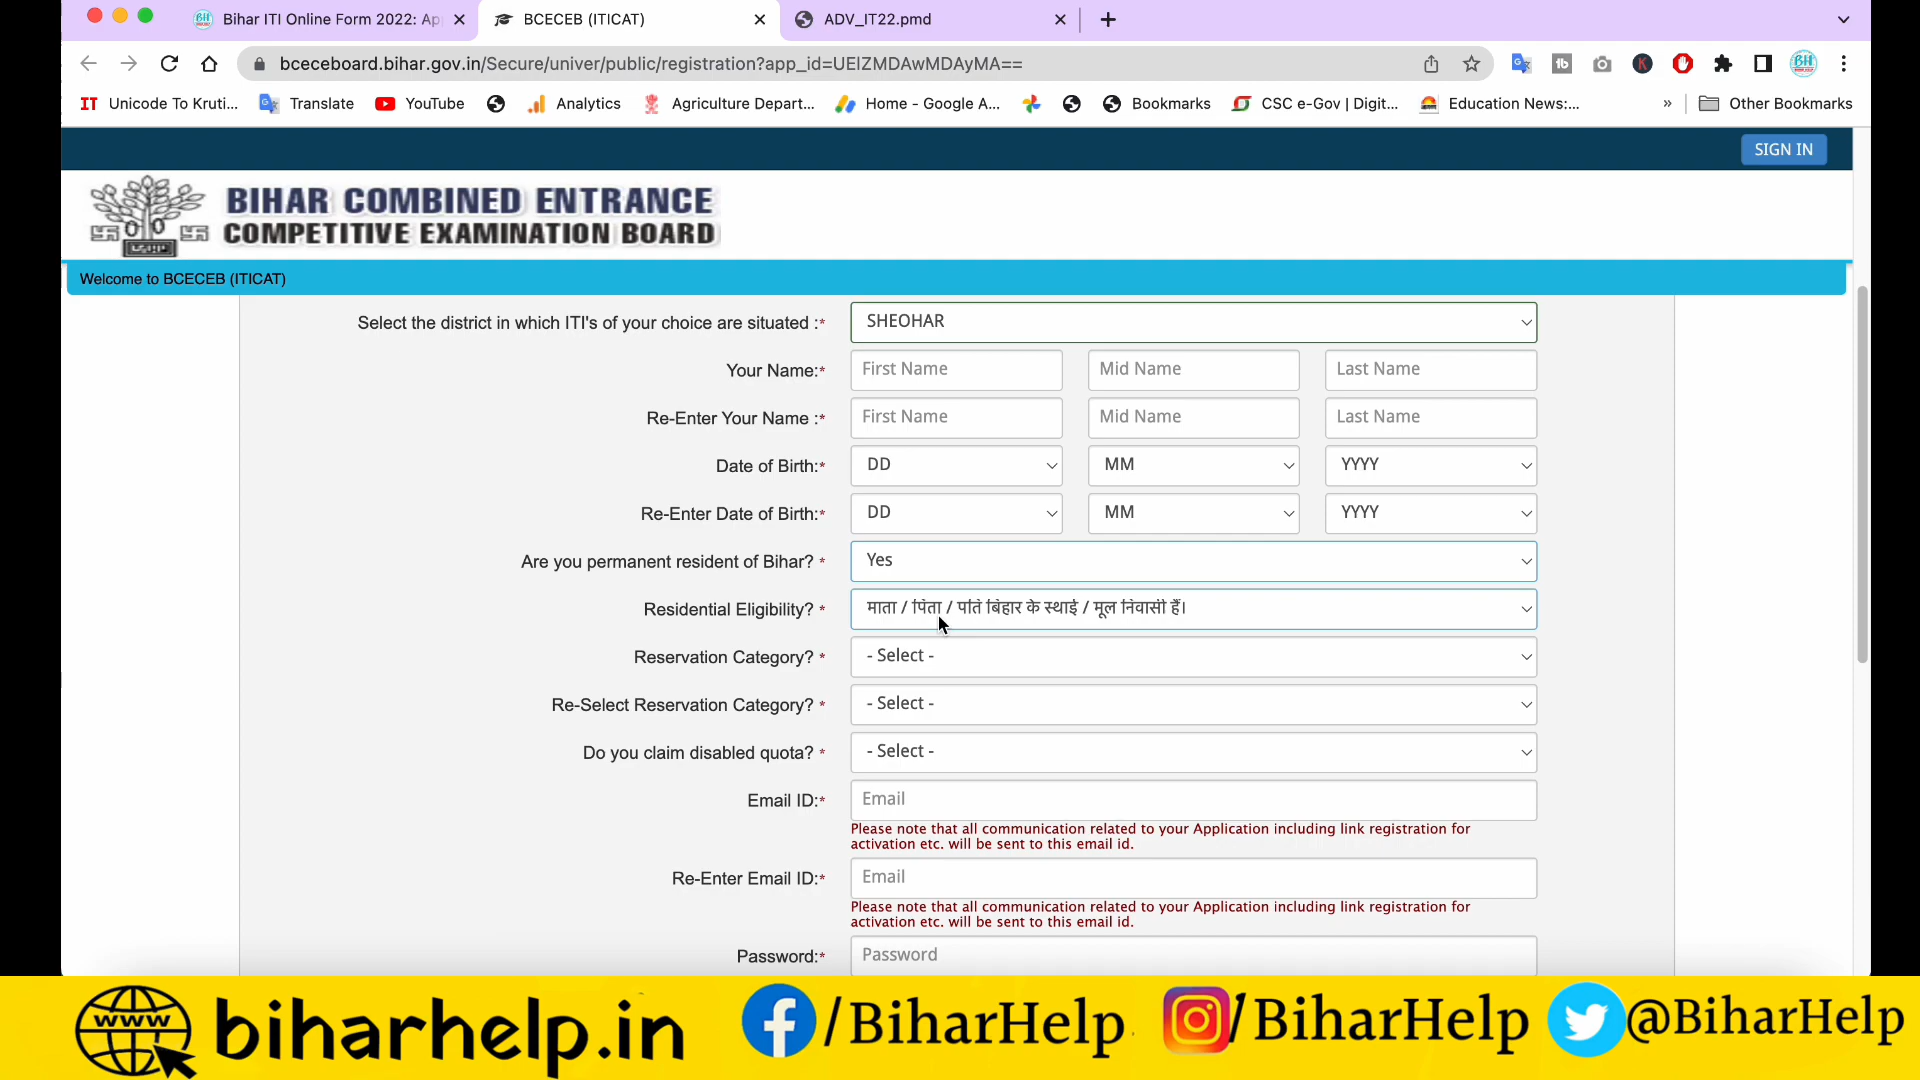 Bihar ITI Online Form 2022: Ap
BCECEB (ITICAT)
ADV_IT22.pmd
bceceboard.bihar.gov.in/Secure/univer/public/registration?app_id=UElZMDAwMDAyMA==
IT Unicode To Kruti... Translate YouTube Analytics Agriculture Depart... Home - Google A... Bookmarks CSC e-Gov | Digit... Education News:... » Other Bookmarks
SIGN IN
BIHAR COMBINED ENTRANCE
COMPETITIVE EXAMINATION BOARD
Welcome to BCECEB (ITICAT)
Select the district in which ITI's of your choice are situated :* SHEOHAR
Your Name:* First Name Mid Name Last Name
Re-Enter Your Name :* First Name Mid Name Last Name
Date of Birth:* DD MM YYYY
Re-Enter Date of Birth:* DD MM YYYY
Are you permanent resident of Bihar? * Yes
Residential Eligibility? * माता / पिता / पति बिहार के स्थाई / मूल निवासी हैं।
Reservation Category? * - Select -
Re-Select Reservation Category? * - Select -
Do you claim disabled quota? * - Select -
Email ID:* Email
Please note that all communication related to your Application including link registration for
activation etc. will be sent to this email id.
Re-Enter Email ID:* Email
Please note that all communication related to your Application including link registration for
activation etc. will be sent to this email id.
Password:* Password
www biharhelp.in /BiharHelp /BiharHelp @BiharHelp